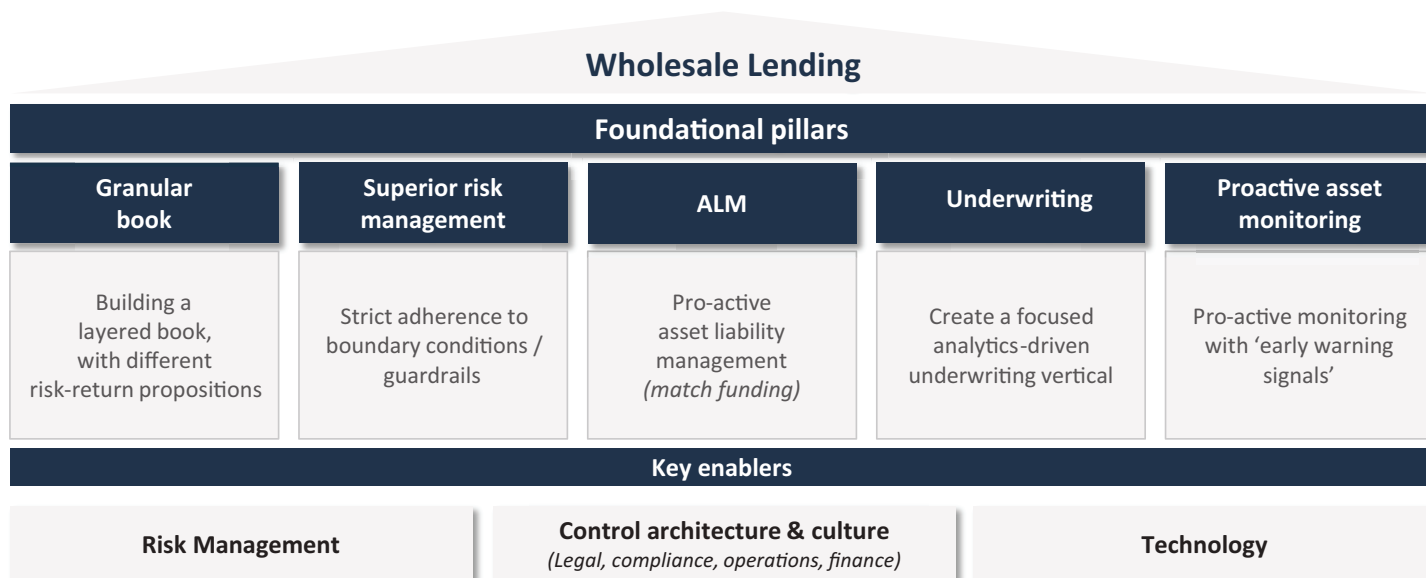 Wholesale Lending
Foundational pillars
Granular
book
Superior risk
management
ALM
Underwriting
Proactive asset
monitoring
Building a
layered book,
with different
risk-return propositions
Strict adherence to
boundary conditions /
guardrails
Pro-active
asset liability
management
(match funding)
Create a focused
analytics-driven
underwriting vertical
Pro-active monitoring
with ‘early warning
signals’
Key enablers
Risk Management
Control architecture & culture
(Legal, compliance, operations, finance)
Technology